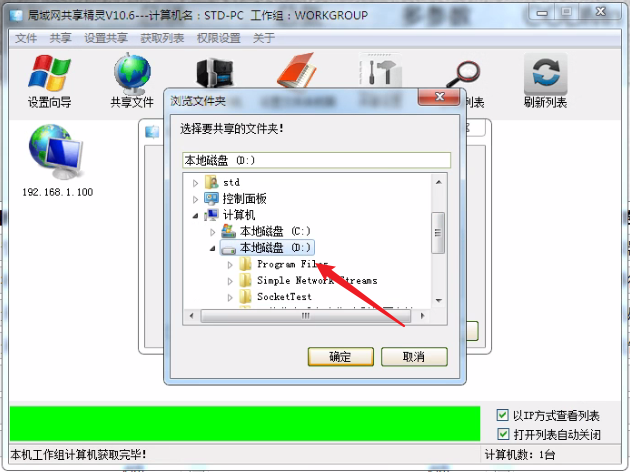 局域网共享精灵V10.6---计算机名：STD-PC 工作组：WORKGROUP
文件 共享 设置共享 获取列表 权限设置 关于
设置向导 共享文件 列表 刷新列表
192.168.1.100
浏览文件夹
选择要共享的文件夹!
本地磁盘 (D:)
std
控制面板
计算机
本地磁盘 (C:)
本地磁盘 (D:)
Program Files
Simple Network Streams
SocketTest
确定 取消
以IP方式查看列表
打开列表自动关闭
本机工作组计算机获取完毕! 计算机数：1台